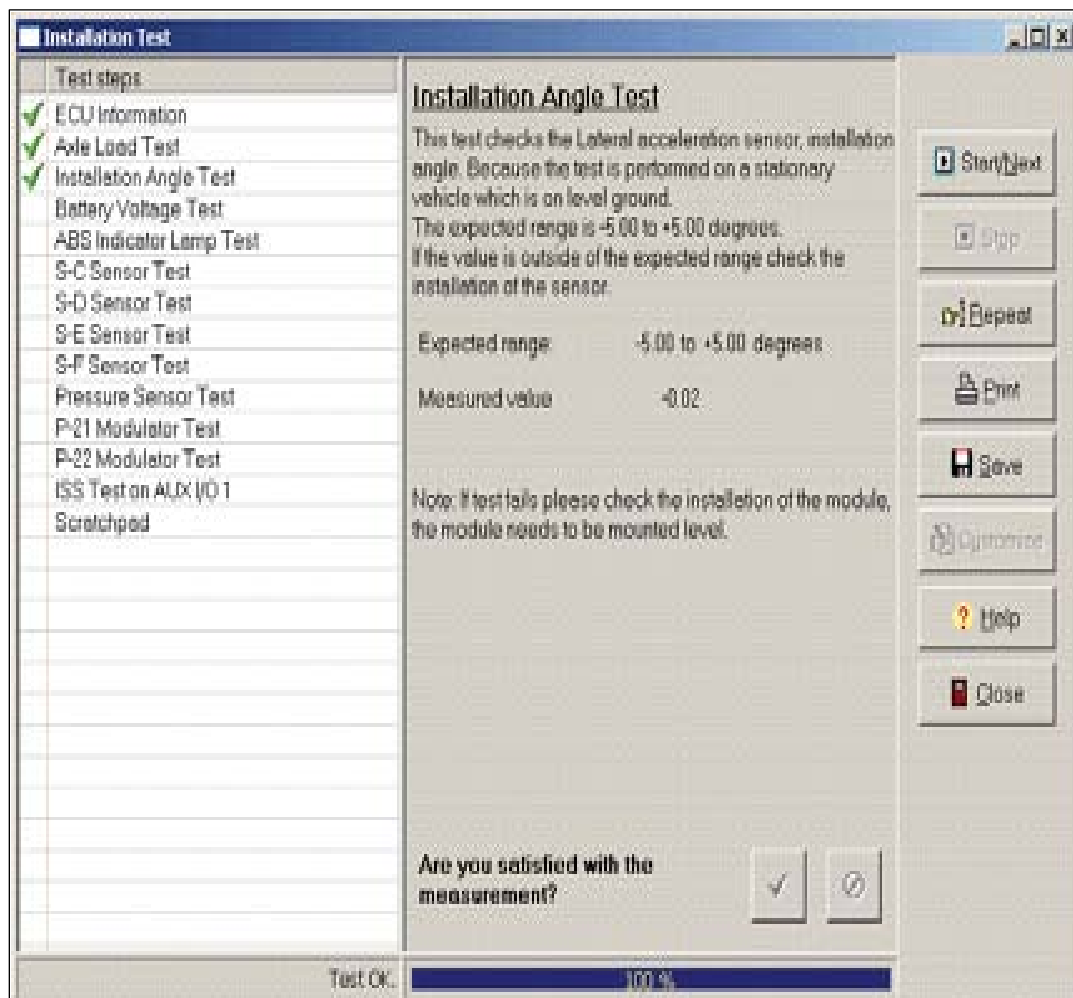 Installation Test
Test steps
ECU Information
Axle Load Test
Installation Angle Test
Battery Voltage Test
ABS Indicator Lamp Test
S-C Sensor Test
S-D Sensor Test
S-E Sensor Test
S-F Sensor Test
Pressure Sensor Test
P-21 Modulator Test
P-22 Modulator Test
ISS Test on AUX I/O 1
Scratchpad
Installation Angle Test
This test checks the Lateral acceleration sensor, installation
angle. Because the test is performed on a stationary
vehicle which is on level ground.
The expected range is -5.00 to +5.00 degrees.
If the value is outside of the expected range check the
installation of the sensor.
Expected range -5.00 to +5.00 degrees
Measured value -0.02
Note: If test fails please check the installation of the module,
the module needs to be mounted level.
Are you satisfied with the
measurement?
Start/Next
Stop
Repeat
Print
Save
Customise
Help
Close
Test OK.
100 %